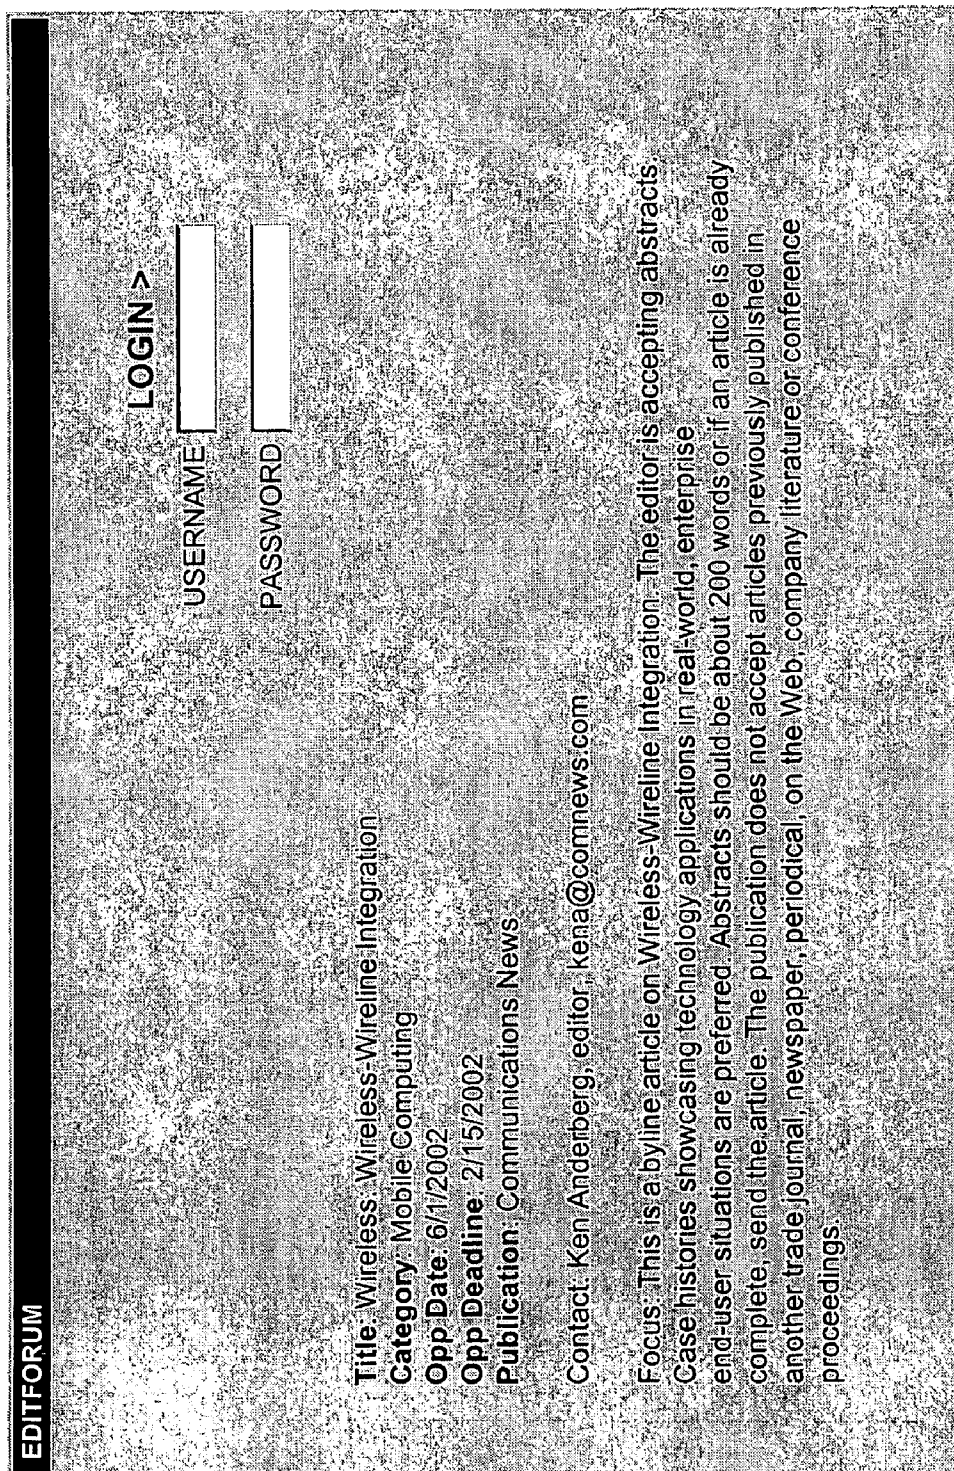 EDITFORUM
LOGIN >
USERNAME
PASSWORD
Title: Wireless: Wireless-Wireline Integration
Category: Mobile Computing
Opp Date: 6/1/2002
Opp Deadline: 2/15/2002
Publication: Communications News
Contact: Ken Anderberg, editor, kena@comnews.com
Focus: This is a byline article on Wireless-Wireline Integration. The editor is accepting abstracts.
Case histories showcasing technology applications in real-world, enterprise
end-user situations are preferred. Abstracts should be about 200 words or if an article is already
complete, send the article. The publication does not accept articles previously published in
another trade journal, newspaper, periodical, on the Web, company literature or conference
proceedings.